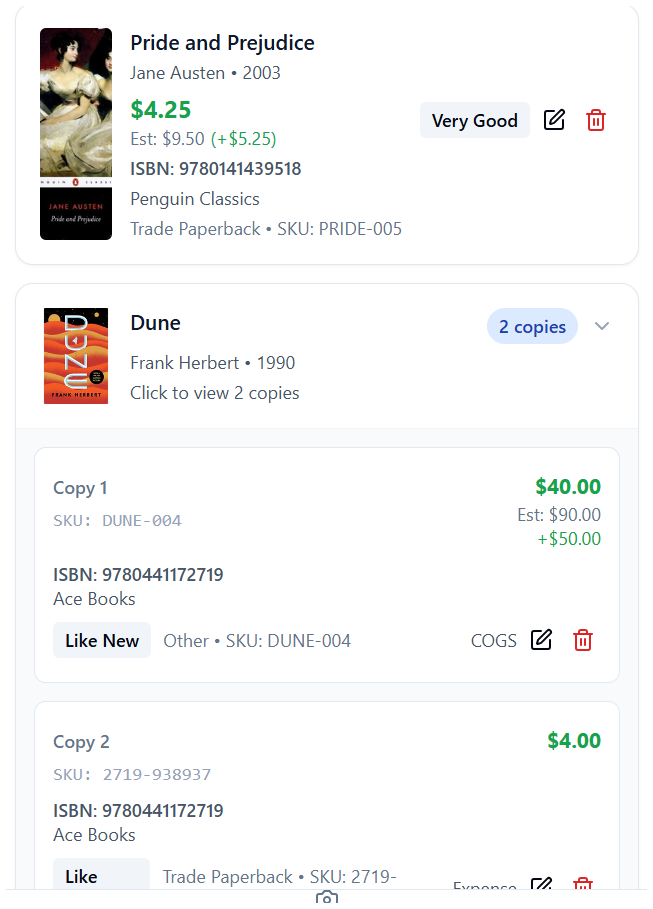 Pride and Prejudice
Jane Austen • 2003
$4.25
Est: $9.50 (+$5.25)
ISBN: 9780141439518
Penguin Classics
Trade Paperback • SKU: PRIDE-005
Very Good
JANE AUSTEN
Pride and Prejudice
Dune
2 copies
Frank Herbert • 1990
Click to view 2 copies
DUNE
FRANK HERBERT
Copy 1
$40.00
SKU: DUNE-004
Est: $90.00
+$50.00
ISBN: 9780441172719
Ace Books
Like New
Other • SKU: DUNE-004
COGS
Copy 2
$4.00
SKU: 2719-938937
ISBN: 9780441172719
Ace Books
Like
Trade Paperback • SKU: 2719-
Expense